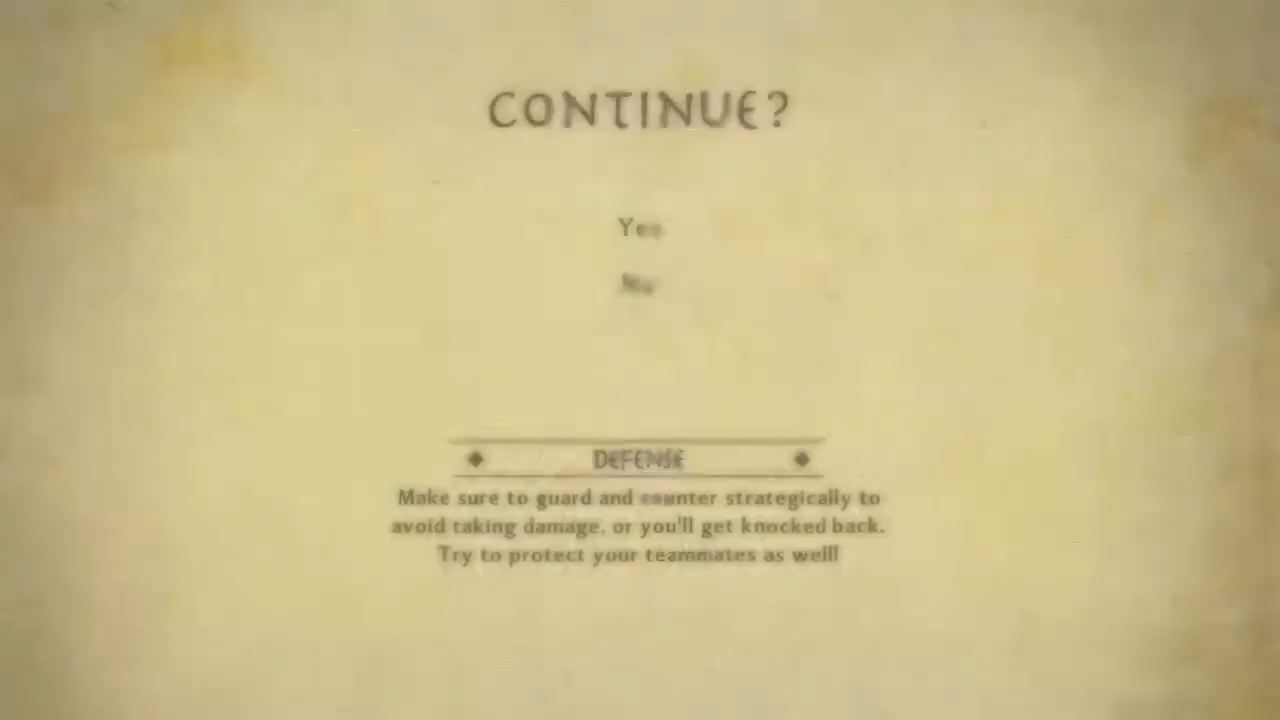 CONTINUE?
Yes
No
DEFENSE
Make sure to guard and counter strategically to
avoid taking damage, or you'll get knocked back.
Try to protect your teammates as well!